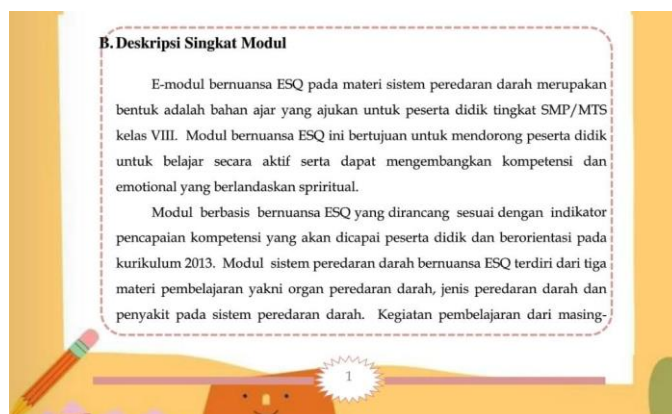 B. Deskripsi Singkat Modul
E-modul bernuansa ESQ pada materi sistem peredaran darah merupakan
bentuk adalah bahan ajar yang ajukan untuk peserta didik tingkat SMP/MTS
kelas VIII. Modul bernuansa ESQ ini bertujuan untuk mendorong peserta didik
untuk belajar secara aktif serta dapat mengembangkan kompetensi dan
emotional yang berlandaskan spriritual.
Modul berbasis bernuansa ESQ yang dirancang sesuai dengan indikator
pencapaian kompetensi yang akan dicapai peserta didik dan berorientasi pada
kurikulum 2013. Modul sistem peredaran darah bernuansa ESQ terdiri dari tiga
materi pembelajaran yakni organ peredaran darah, jenis peredaran darah dan
penyakit pada sistem peredaran darah. Kegiatan pembelajaran dari masing-
1